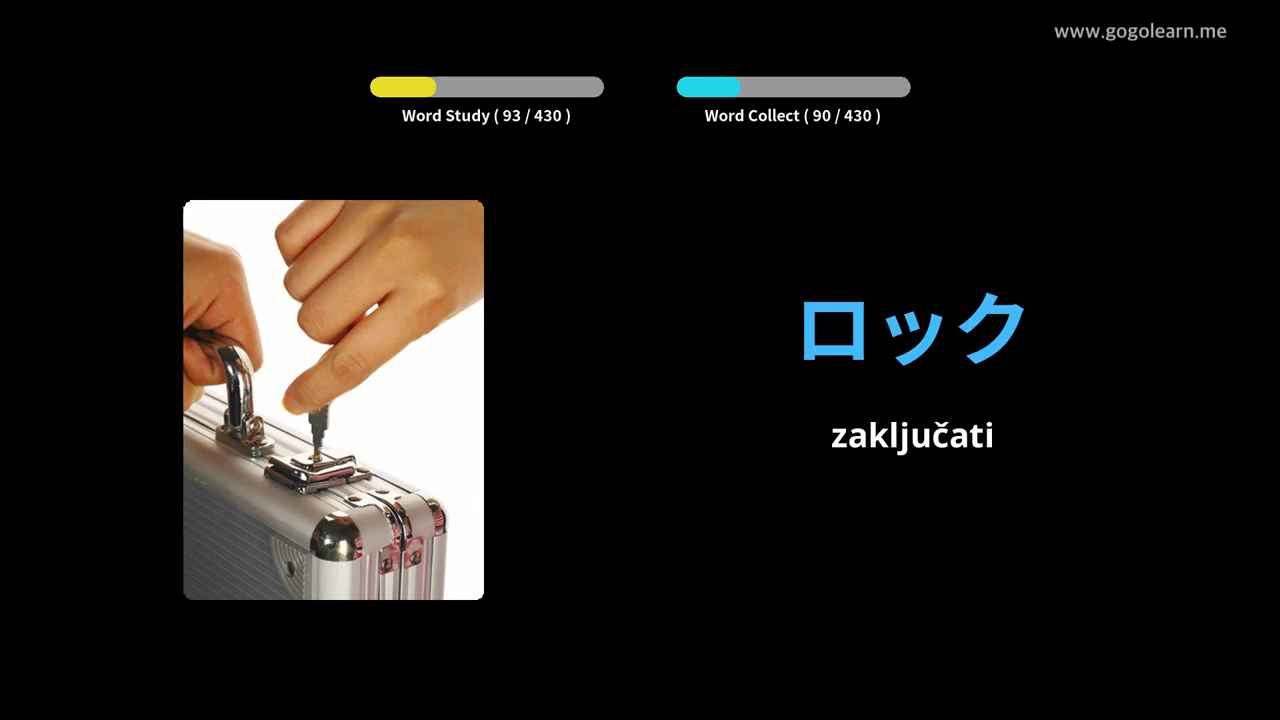 www.gogolearn.me
Word Study ( 93 / 430 )
Word Collect ( 90 / 430 )
ロック
zaključati